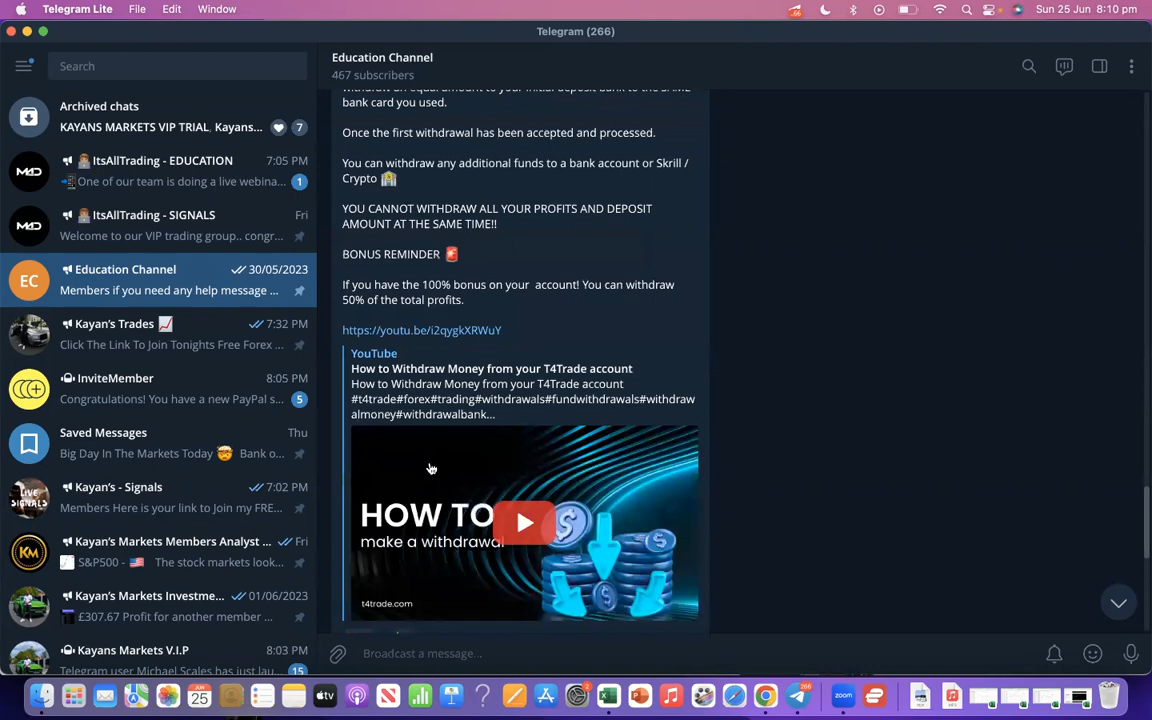 Telegram Lite File Edit Window
66
Sun 25 Jun 8:10 pm
Telegram (266)
Search
Archived chats
KAYANS MARKETS VIP TRIAL, Kayans... 7
ItsAllTrading - EDUCATION 7:05 PM
One of our team is doing a live webina... 1
ItsAllTrading - SIGNALS Fri
Welcome to our VIP trading group.. congr...
EC
Education Channel 30/05/2023
Members if you need any help message ...
Kayan's Trades 7:32 PM
Click The Link To Join Tonights Free Forex ...
InviteMember 8:05 PM
Congratulations! You have a new PayPal s... 5
Saved Messages Thu
Big Day In The Markets Today Bank o...
LIVE SIGNALS
Kayan's - Signals 7:02 PM
Members Here is your link to Join my FRE...
KM
Kayan's Markets Members Analyst ... Fri
S&P500 - The stock markets look...
Kayan's Markets Investme... 01/06/2023
£307.67 Profit for another member ...
Kayans Markets V.I.P 8:03 PM
Telegram user Michael Scales has just lau... 15
Education Channel
467 subscribers
withdraw an equal amount to your initial deposit bank to the SAME
bank card you used.
Once the first withdrawal has been accepted and processed.
You can withdraw any additional funds to a bank account or Skrill /
Crypto
YOU CANNOT WITHDRAW ALL YOUR PROFITS AND DEPOSIT
AMOUNT AT THE SAME TIME!!
BONUS REMINDER
If you have the 100% bonus on your account! You can withdraw
50% of the total profits.
https://youtu.be/i2qygkXRWuY
YouTube
How to Withdraw Money from your T4Trade account
How to Withdraw Money from your T4Trade account
#t4trade#forex#trading#withdrawals#fundwithdrawals#withdraw
almoney#withdrawalbank...
HOW TO
make a withdrawal
t4trade.com
Broadcast a message...
JUN
25
tv
zoom
266